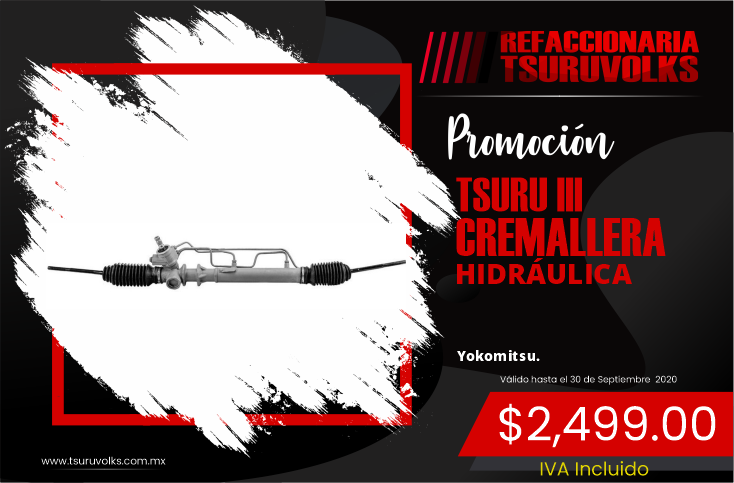 REFACCIONARIA
TSURUVOLKS
Promoción
TSURU III
CREMALLERA
HIDRÁULICA
Yokomitsu.
Válido hasta el 30 de Septiembre 2020
$2,499.00
IVA Incluido
www.tsuruvolks.com.mx